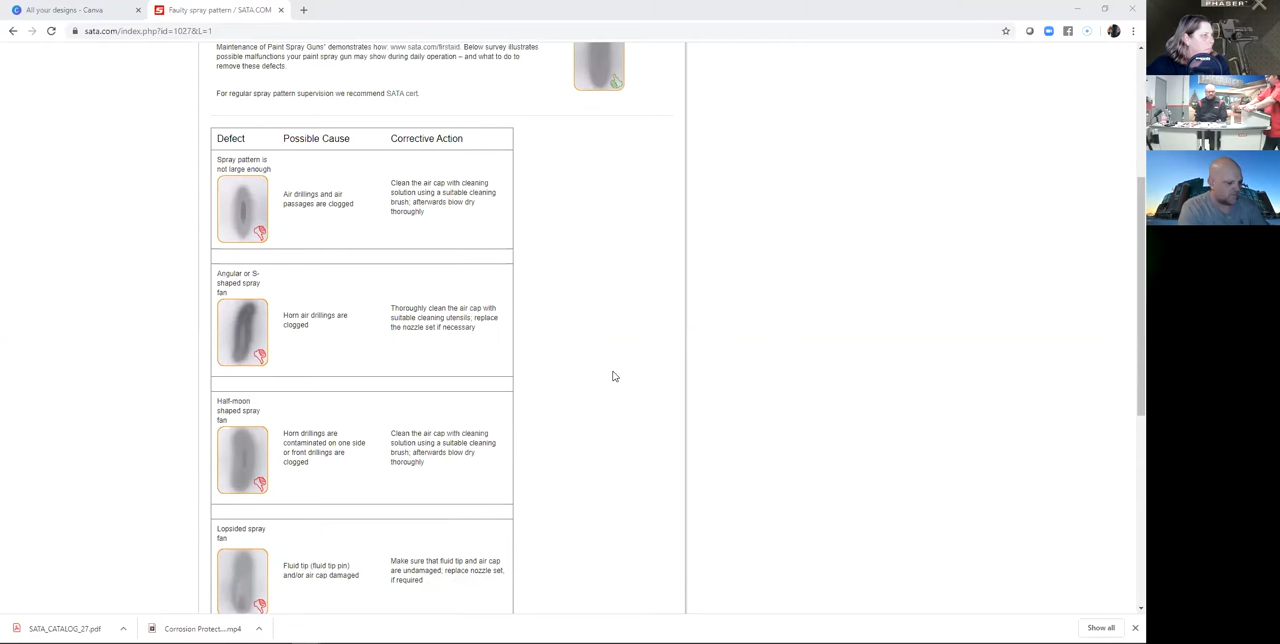 All your designs - Canva
Faulty spray pattern / SATA.COM
sata.com/index.php?id=1027&L=1
PHASER
Maintenance of Paint Spray Guns" demonstrates how: www.sata.com/firstaid. Below survey illustrates
possible malfunctions your paint spray gun may show during daily operation – and what to do to
remove these defects.
For regular spray pattern supervision we recommend SATA cert.
Defect Possible Cause Corrective Action
Spray pattern is
not large enough
Air drillings and air
passages are clogged
Clean the air cap with cleaning
solution using a suitable cleaning
brush; afterwards blow dry
thoroughly
Angular or S-
shaped spray
fan
Horn air drillings are
clogged
Thoroughly clean the air cap with
suitable cleaning utensils; replace
the nozzle set if necessary
Half-moon
shaped spray
fan
Horn drillings are
contaminated on one side
or front drillings are
clogged
Clean the air cap with cleaning
solution using a suitable cleaning
brush; afterwards blow dry
thoroughly
Lopsided spray
fan
Fluid tip (fluid tip pin)
and/or air cap damaged
Make sure that fluid tip and air cap
are undamaged; replace nozzle set,
if required
SATA_CATALOG_27.pdf
Corrosion Protect....mp4
Show all